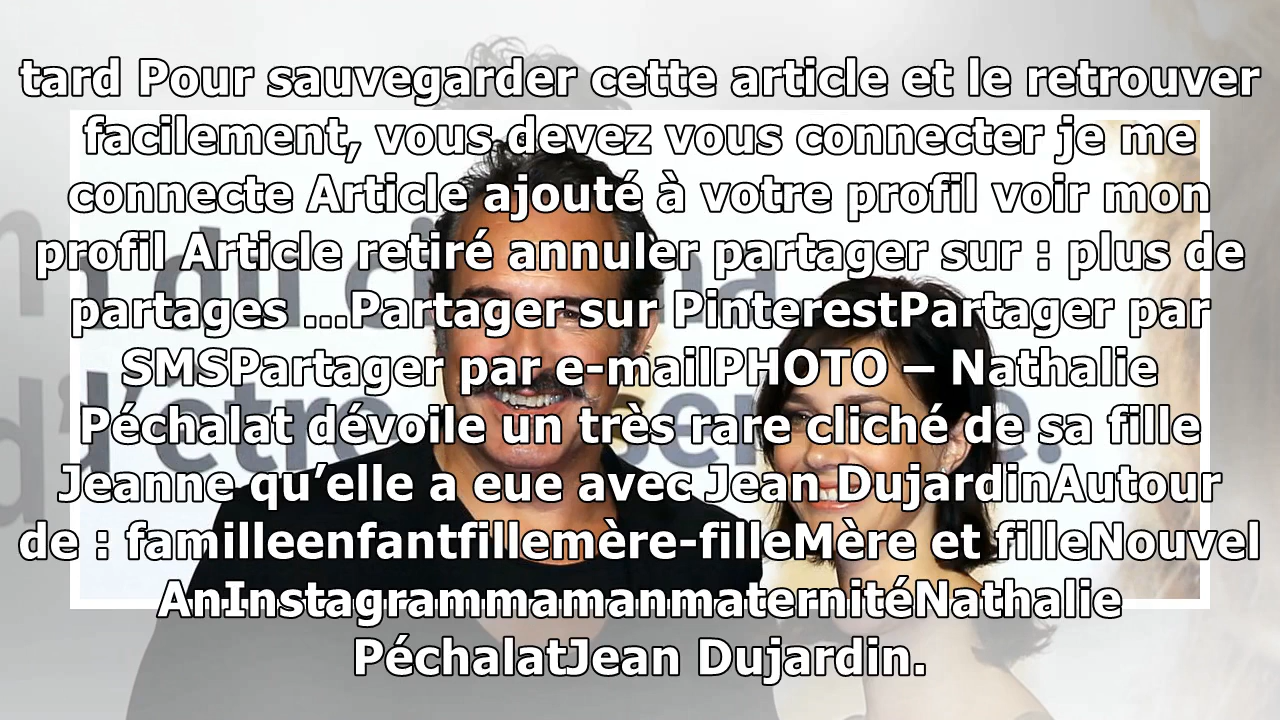 tard Pour sauvegarder cette article et le retrouver
facilement, vous devez vous connecter je me
connecte Article ajouté à votre profil voir mon
profil Article retiré annuler partager sur : plus de
partages ...Partager sur PinterestPartager par
SMSPartager par e-mailPHOTO – Nathalie
Péchalat dévoile un très rare cliché de sa fille
Jeanne qu’elle a eue avec Jean DujardinAutour
de : familleenfantfillemère-filleMère et filleNouvel
AnInstagrammamanmaternitéNathalie
PéchalatJean Dujardin.